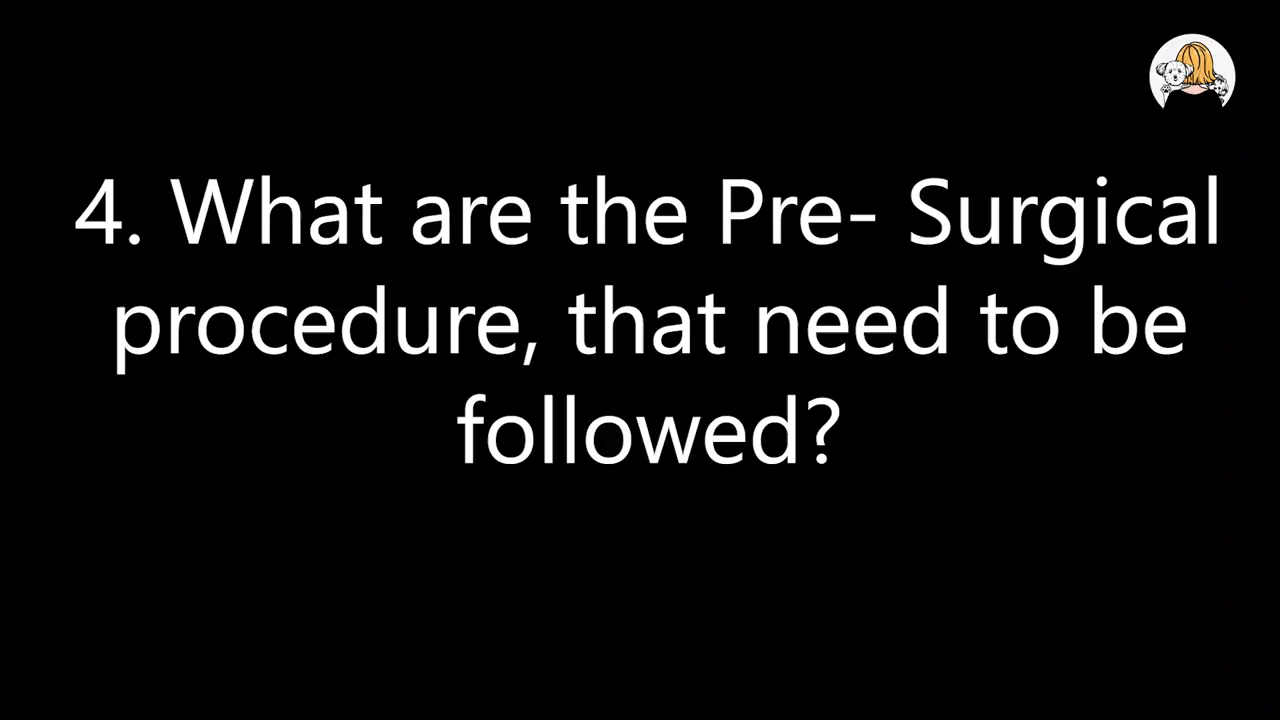 4. What are the Pre- Surgical
procedure, that need to be
followed?